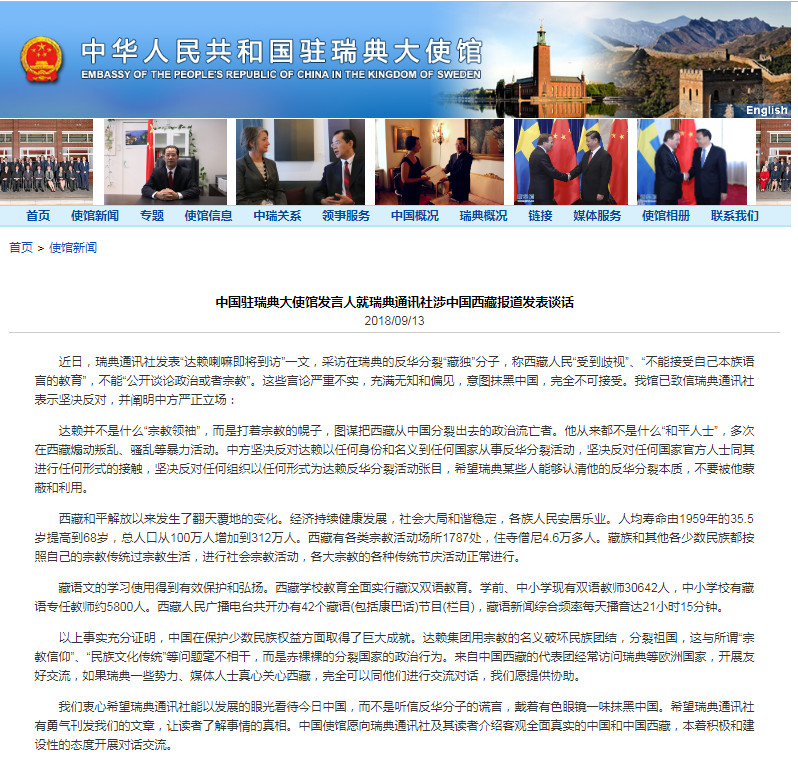 中华人民共和国驻瑞典大使馆
EMBASSY OF THE PEOPLE'S REPUBLIC OF CHINA IN THE KINGDOM OF SWEDEN
English
首页 使馆新闻 专题 使馆信息 中瑞关系 领事服务 中国概况 瑞典概况 链接 媒体服务 使馆相册 联系我们
首页 > 使馆新闻
中国驻瑞典大使馆发言人就瑞典通讯社涉中国西藏报道发表谈话
2018/09/13
近日，瑞典通讯社发表“达赖喇嘛即将到访”一文，采访在瑞典的反华分裂“藏独”分子，称西藏人民“受到歧视”、“不能接受自己本族语
言的教育”，不能“公开谈论政治或者宗教”。这些言论严重不实，充满无知和偏见，意图抹黑中国，完全不可接受。我馆已致信瑞典通讯社
表示坚决反对，并阐明中方严正立场：
达赖并不是什么“宗教领袖”，而是打着宗教的幌子，图谋把西藏从中国分裂出去的政治流亡者。他从来都不是什么“和平人士”，多次
在西藏煽动叛乱、骚乱等暴力活动。中方坚决反对达赖以任何身份和名义到任何国家从事反华分裂活动，坚决反对任何国家官方人士同其
进行任何形式的接触，坚决反对任何组织以任何形式为达赖反华分裂活动张目，希望瑞典某些人能够认清他的反华分裂本质，不要被他蒙
蔽和利用。
西藏和平解放以来发生了翻天覆地的变化。经济持续健康发展，社会大局和谐稳定，各族人民安居乐业。人均寿命由1959年的35.5
岁提高到68岁，总人口从100万人增加到312万人。西藏有各类宗教活动场所1787处，住寺僧尼4.6万多人。藏族和其他各少数民族都按
照自己的宗教传统过宗教生活，进行社会宗教活动，各大宗教的各种传统节庆活动正常进行。
藏语文的学习使用得到有效保护和弘扬。西藏学校教育全面实行藏汉双语教育。学前、中小学现有双语教师30642人，中小学校有藏
语专任教师约5800人。西藏人民广播电台共开办有42个藏语(包括康巴话)节目(栏目)，藏语新闻综合频率每天播音达21小时15分钟。
以上事实充分证明，中国在保护少数民族权益方面取得了巨大成就。达赖集团用宗教的名义破坏民族团结，分裂祖国，这与所谓“宗
教信仰”、“民族文化传统”等问题毫不相干，而是赤裸裸的分裂国家的政治行为。来自中国西藏的代表团经常访问瑞典等欧洲国家，开展友
好交流，如果瑞典一些势力、媒体人士真心关心西藏，完全可以同他们进行交流对话，我们愿提供协助。
我们衷心希望瑞典通讯社能以发展的眼光看待今日中国，而不是听信反华分子的谎言，戴着有色眼镜一味抹黑中国。希望瑞典通讯社
有勇气刊发我们的文章，让读者了解事情的真相。中国使馆愿向瑞典通讯社及其读者介绍客观全面真实的中国和中国西藏，本着积极和建
设性的态度开展对话交流。